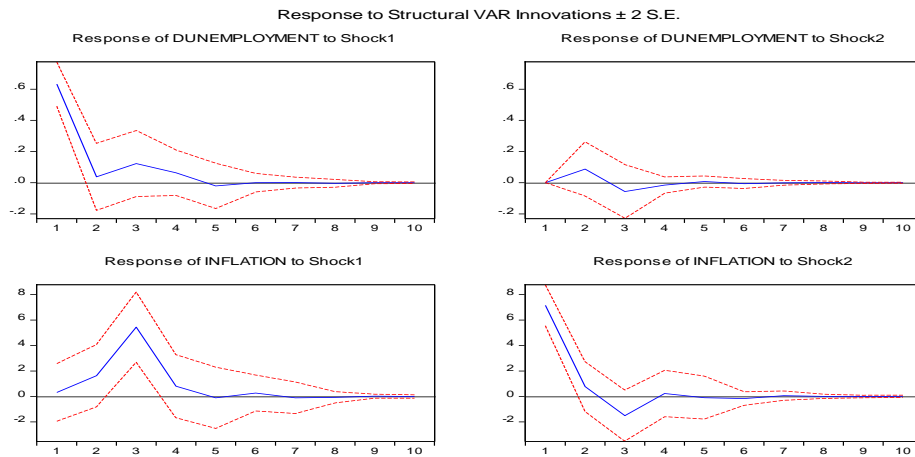 Response to Structural VAR Innovations ± 2 S.E.
Response of DUNEMPLOYMENT to Shock1
.6
.4
.2
.0
-.2
1 2 3 4 5 6 7 8 9 10
Response of DUNEMPLOYMENT to Shock2
.6
.4
.2
.0
-.2
1 2 3 4 5 6 7 8 9 10
Response of INFLATION to Shock1
8
6
4
2
0
-2
1 2 3 4 5 6 7 8 9 10
Response of INFLATION to Shock2
8
6
4
2
0
-2
1 2 3 4 5 6 7 8 9 10